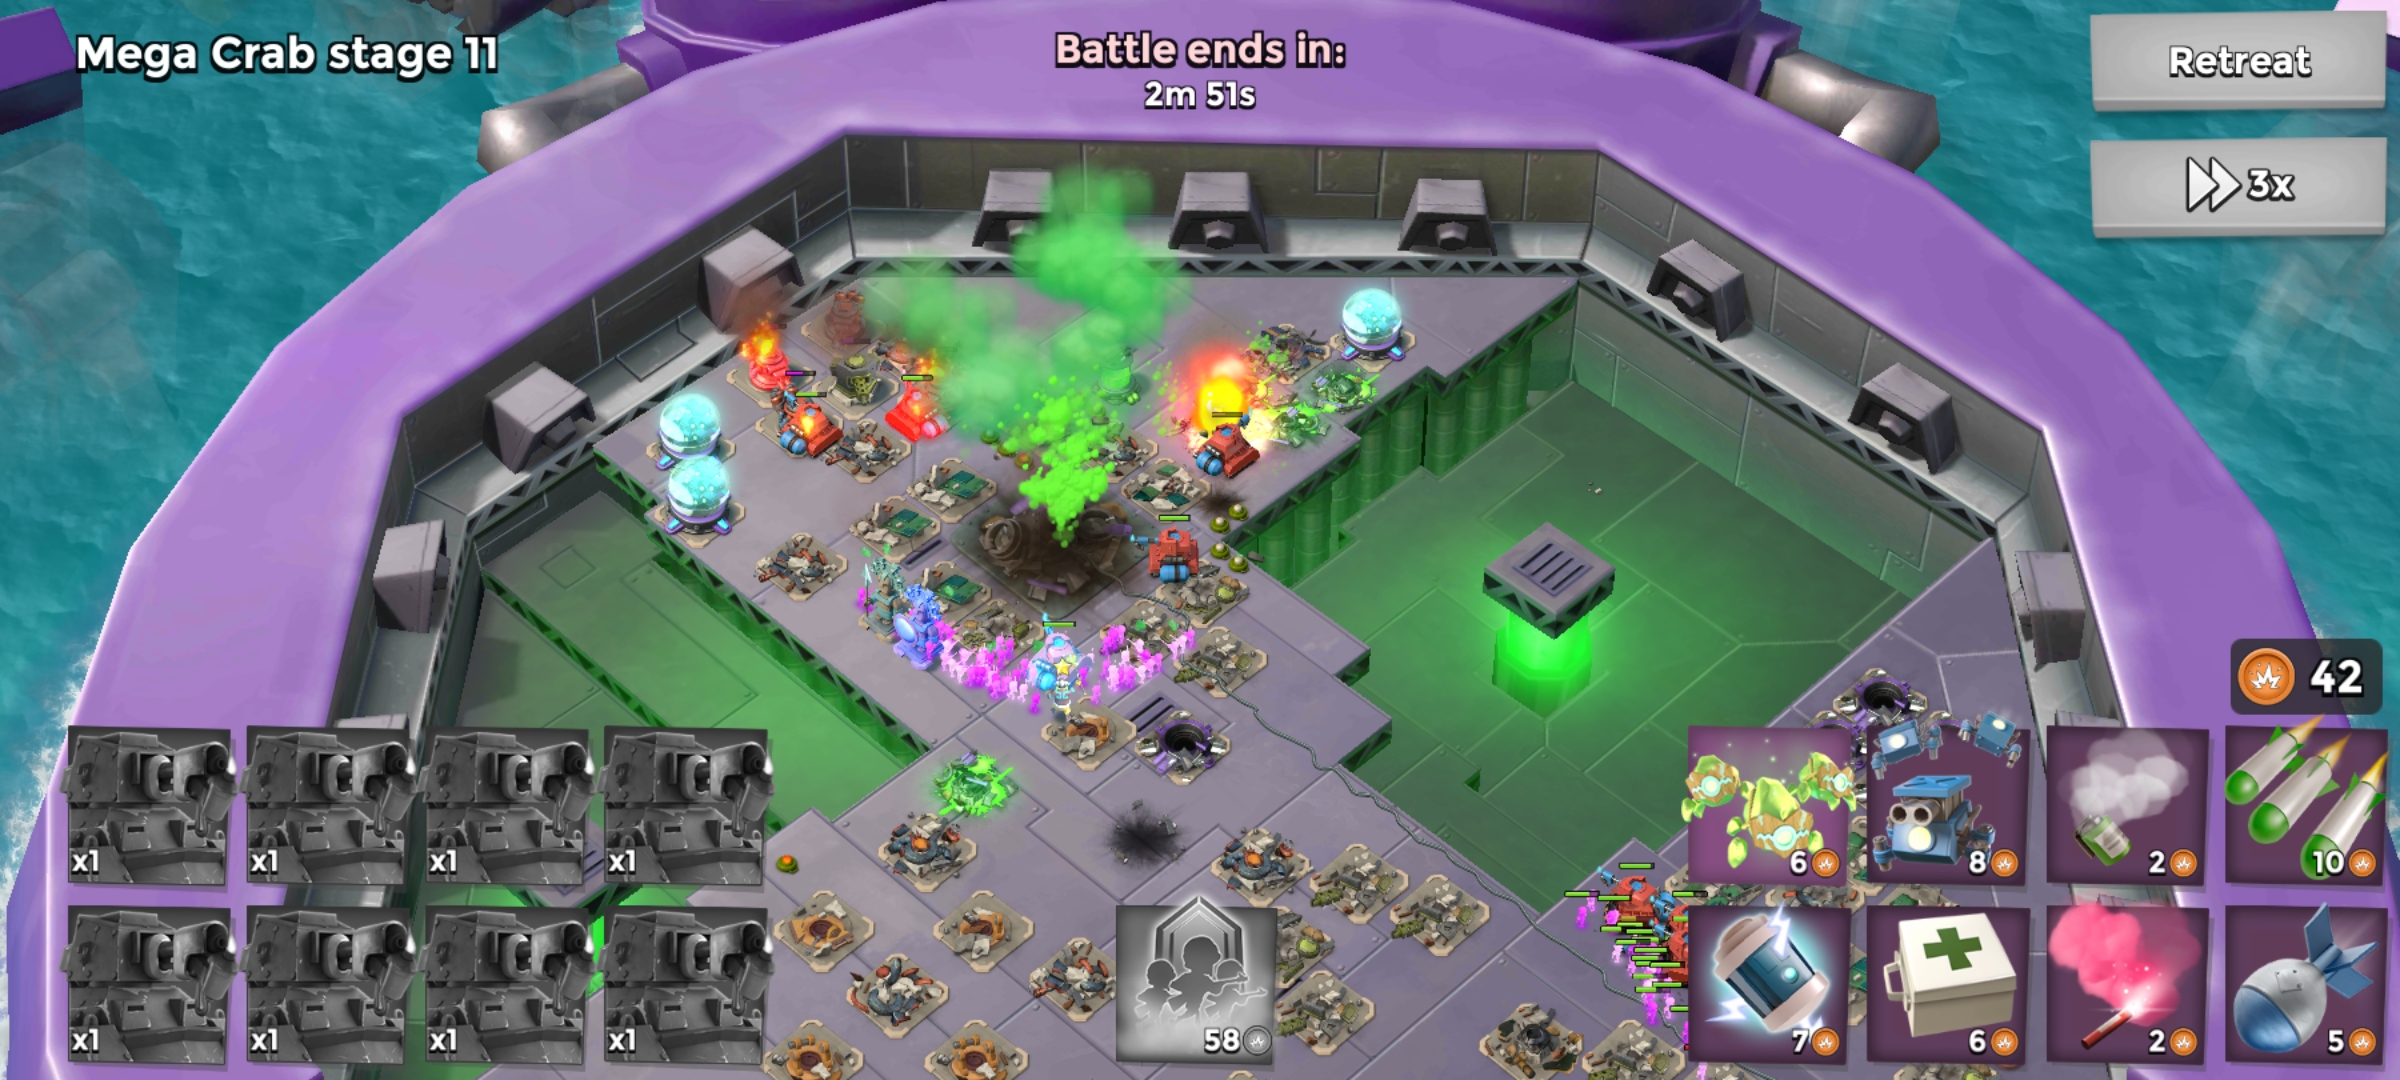 Mega Crab stage 11
Battle ends in:
2m 51s
Retreat
3x
42
x1
x1
x1
x1
6
8
2
10
x1
x1
x1
x1
58
7
6
2
5